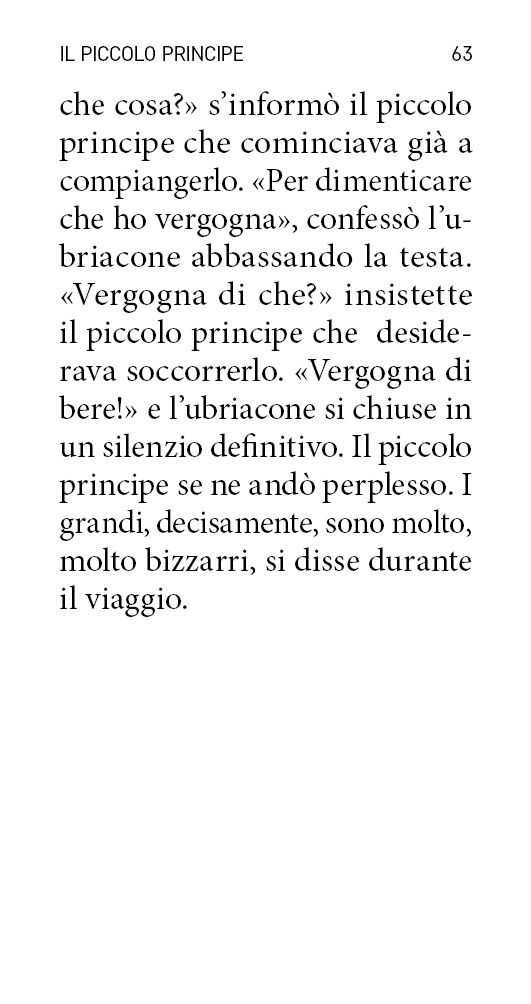 IL PICCOLO PRINCIPE 63
che cosa?» s’informò il piccolo
principe che cominciava già a
compiangerlo. «Per dimenticare
che ho vergogna», confessò l’u-
briacone abbassando la testa.
«Vergogna di che?» insistette
il piccolo principe che  deside-
rava soccorrerlo. «Vergogna di
bere!» e l’ubriacone si chiuse in
un silenzio definitivo. Il piccolo
principe se ne andò perplesso. I
grandi, decisamente, sono molto,
molto bizzarri, si disse durante
il viaggio.